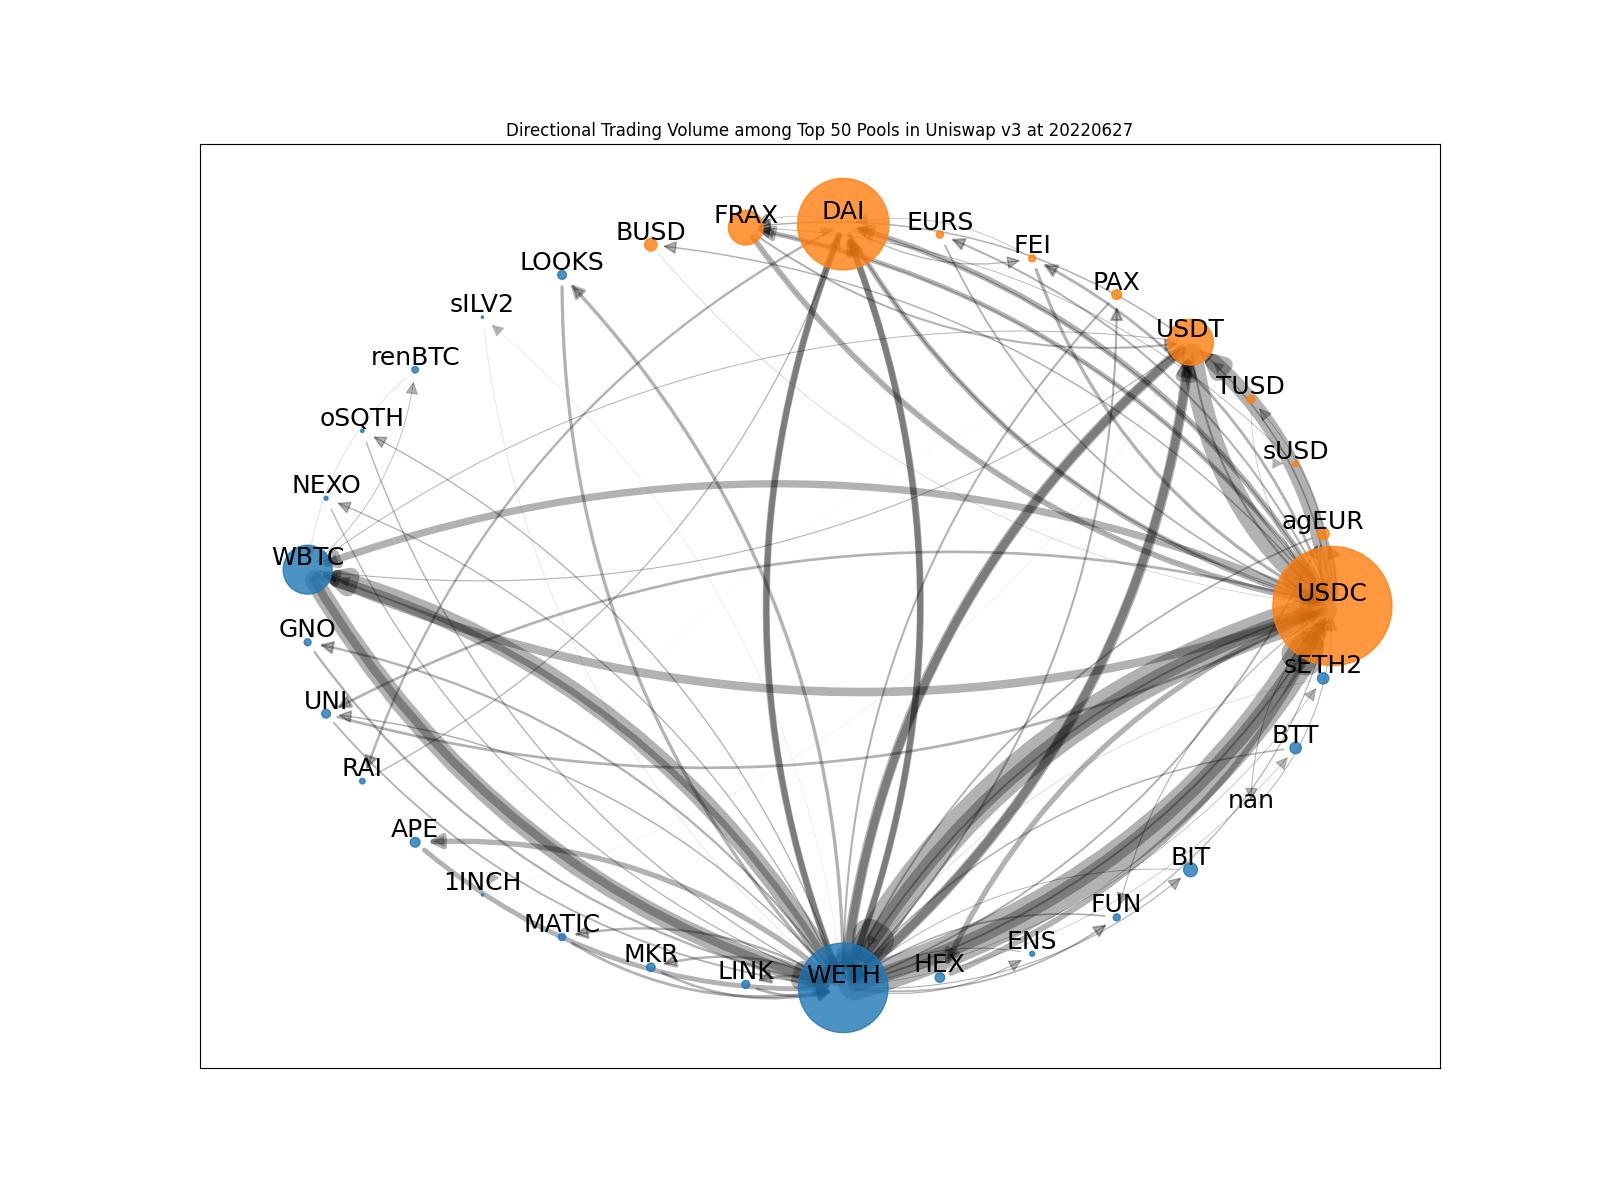 Directional Trading Volume among Top 50 Pools in Uniswap v3 at 20220627
DAI
FRAX
EURS
BUSD
FEI
LOOKS
PAX
sILV2
USDT
renBTC
TUSD
oSQTH
sUSD
NEXO
agEUR
WBTC
USDC
GNO
sETH2
UNI
BTT
RAI
nan
APE
BIT
1INCH
FUN
MATIC
ENS
MKR
HEX
LINK
WETH